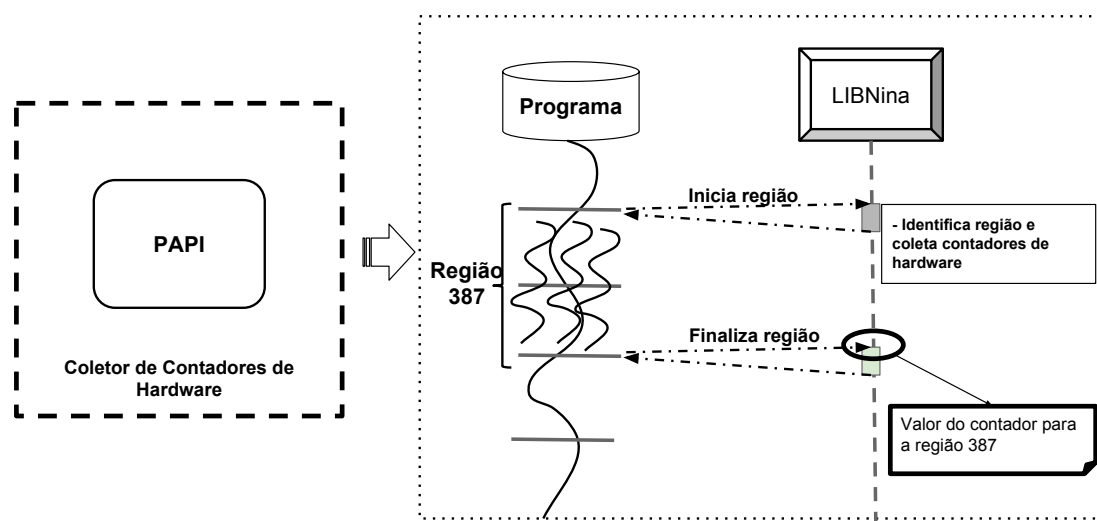 PAPI
Coletor de Contadores de
Hardware
Programa
LIBNina
Inicia região
- Identifica região e
coleta contadores de
hardware
Região
387
Finaliza região
Valor do contador para
a região 387